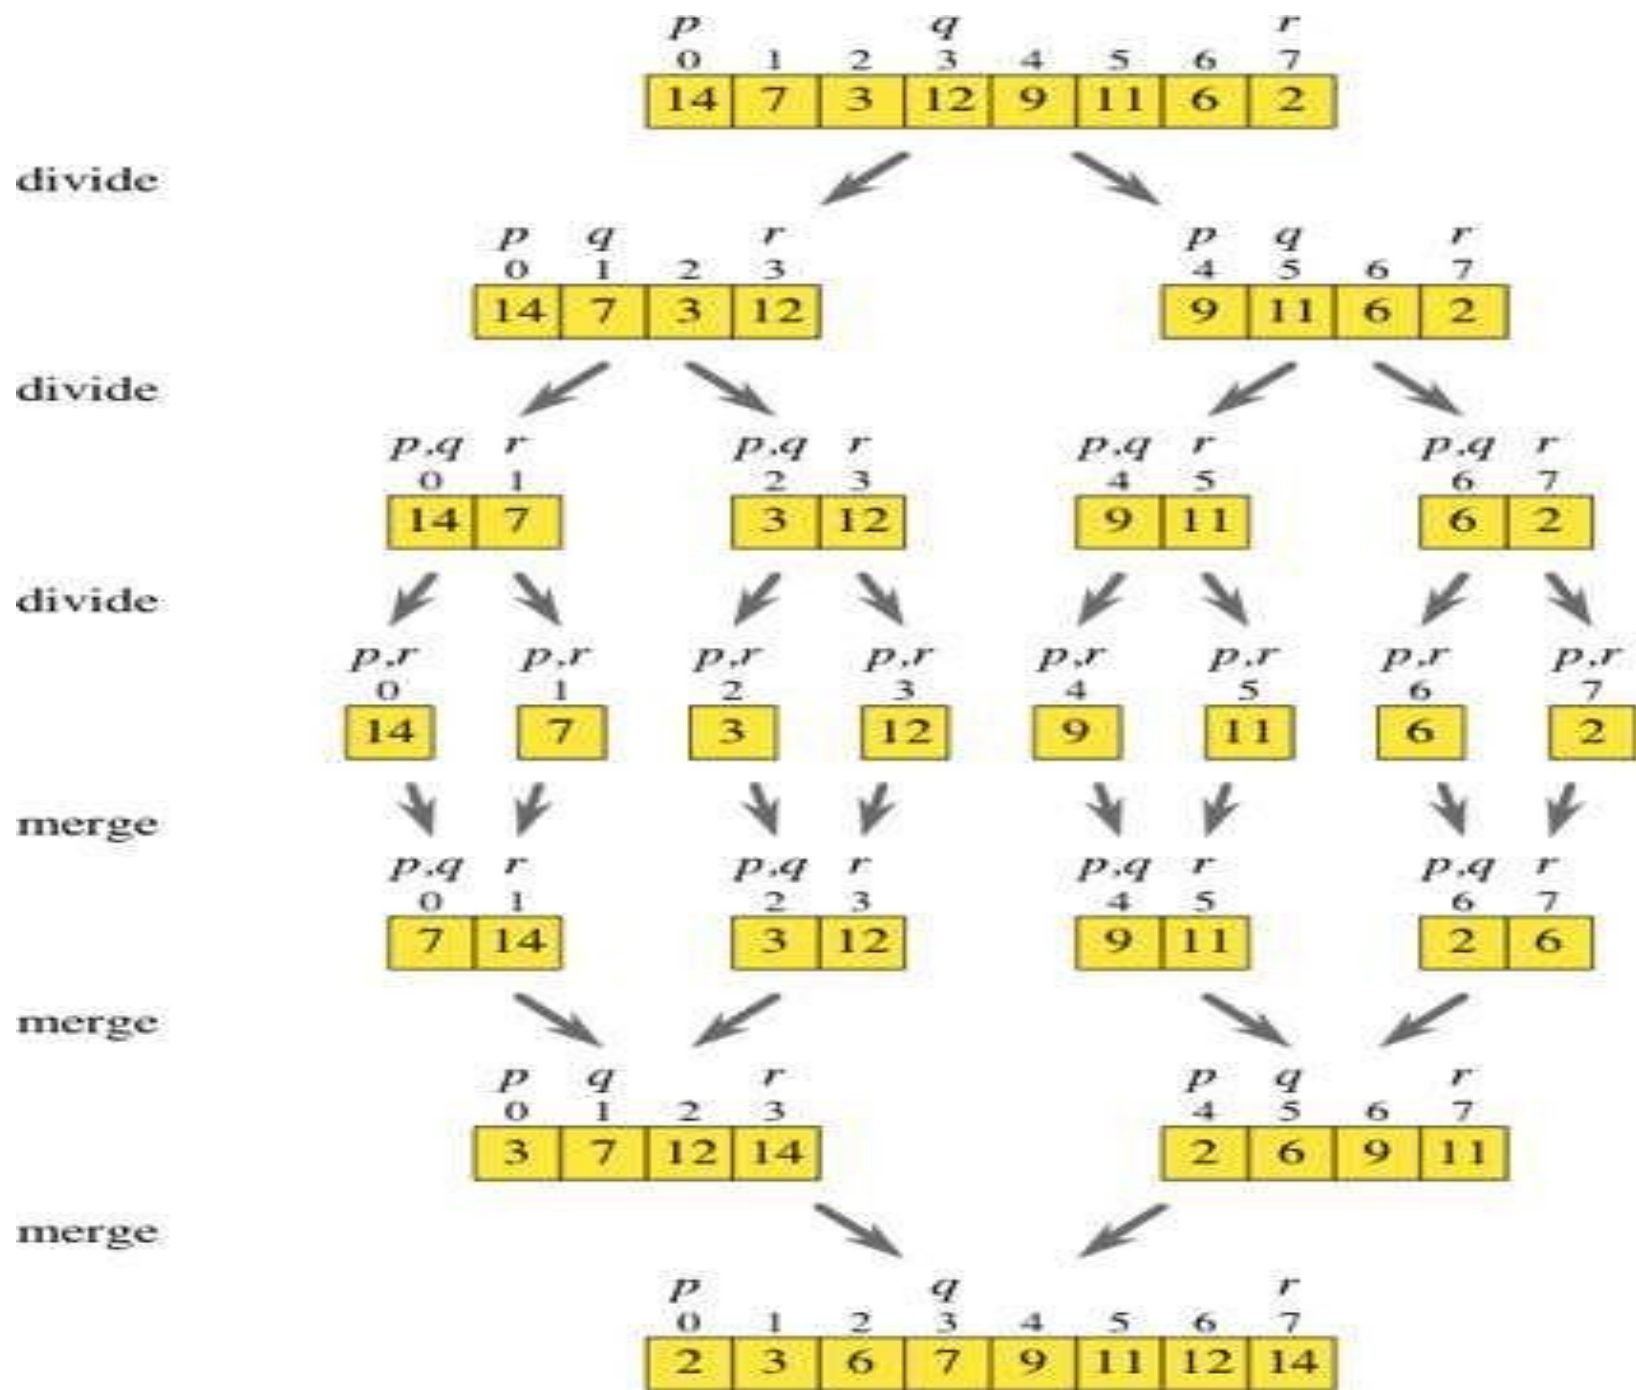 p q r
0 1 2 3 4 5 6 7
14 7 3 12 9 11 6 2
divide
p q r p q r
0 1 2 3 4 5 6 7
14 7 3 12 9 11 6 2
divide
p,q r p,q r p,q r p,q r
0 1 2 3 4 5 6 7
14 7 3 12 9 11 6 2
divide
p,r p,r p,r p,r p,r p,r p,r p,r
0 1 2 3 4 5 6 7
14 7 3 12 9 11 6 2
merge
p,q r p,q r p,q r p,q r
0 1 2 3 4 5 6 7
7 14 3 12 9 11 2 6
merge
p q r p q r
0 1 2 3 4 5 6 7
3 7 12 14 2 6 9 11
merge
p q r
0 1 2 3 4 5 6 7
2 3 6 7 9 11 12 14